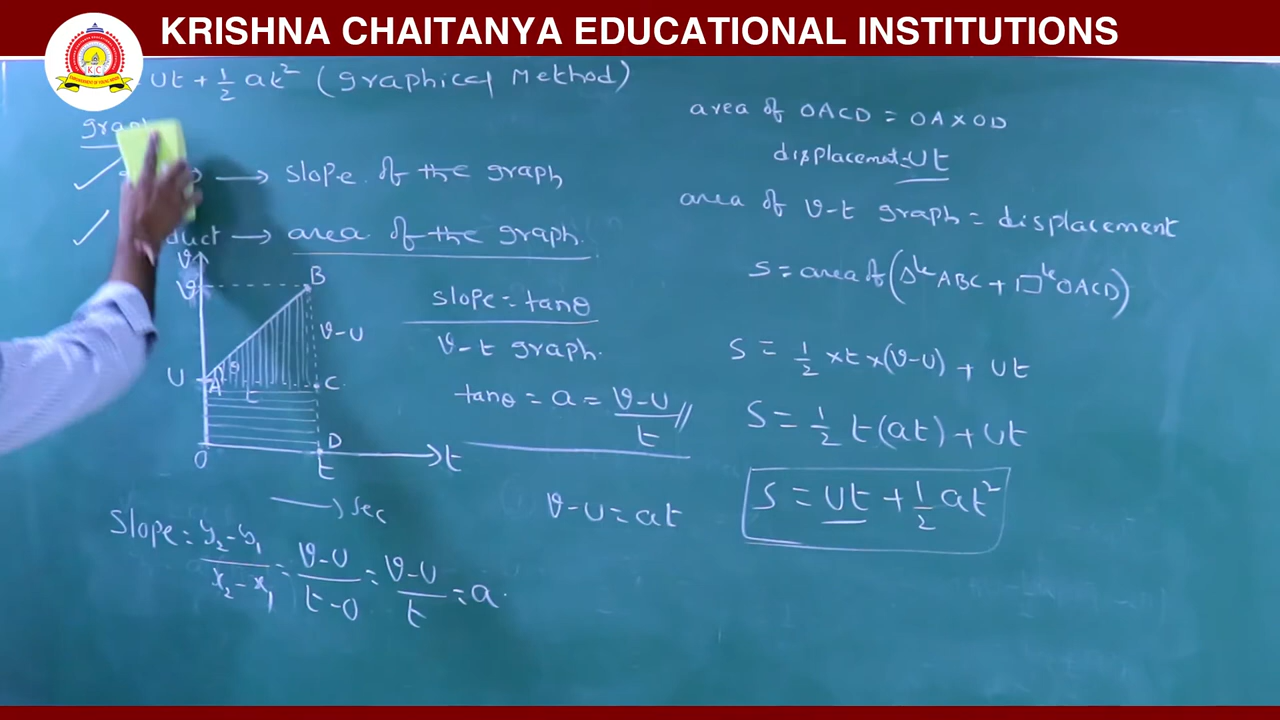 KRISHNA CHAITANYA EDUCATIONAL INSTITUTIONS
K C
ut + 1/2 at² (graphical Method)
grap
→ slope of the graph
duct → area of the graph.
v
v
B
v-u
u
A
θ
t
C
O
D
t
t
→ sec
slope = tanθ
v-t graph.
tanθ = a = (v-u)/t //
v-u = at
Slope = (y₂-y₁)/(x₂-x₁) = (v-u)/(t-0) = (v-u)/t = a.
area of OACD = OA×OD
displacement = ut
area of v-t graph = displacement
S = area of (Δˡᵉ ABC + □ˡᵉ OACD)
S = 1/2 × t × (v-u) + ut
S = 1/2 t(at) + ut
S = ut + 1/2 at²